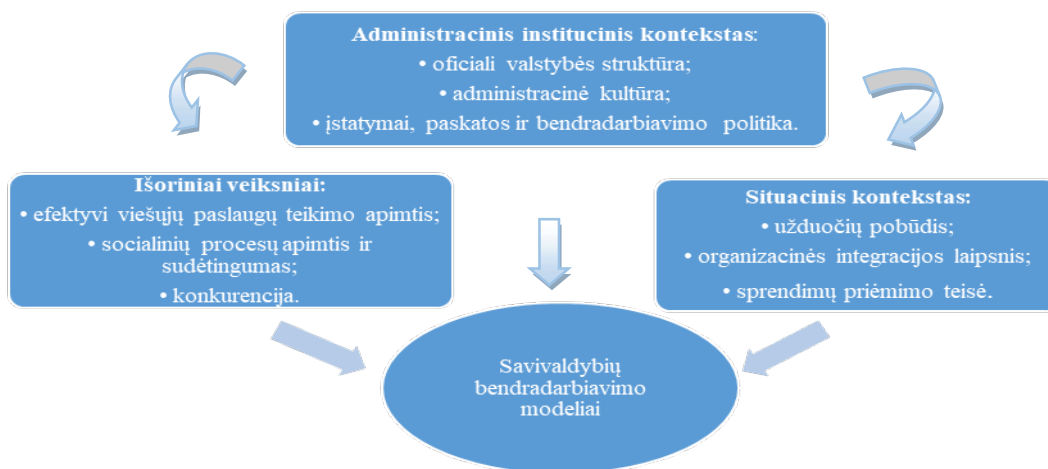 Administracinis institucinis kontekstas:
• oficiali valstybės struktūra;
• administracinė kultūra;
• įstatymai, paskatos ir bendradarbiavimo politika.
Išoriniai veiksniai:
• efektyvi viešųjų paslaugų teikimo apimtis;
• socialinių procesų apimtis ir
sudėtingumas;
• konkurencija.
Situacinis kontekstas:
• užduočių pobūdis;
• organizacinės integracijos laipsnis;
• sprendimų priėmimo teisė.
Savivaldybių
bendradarbiavimo
modeliai